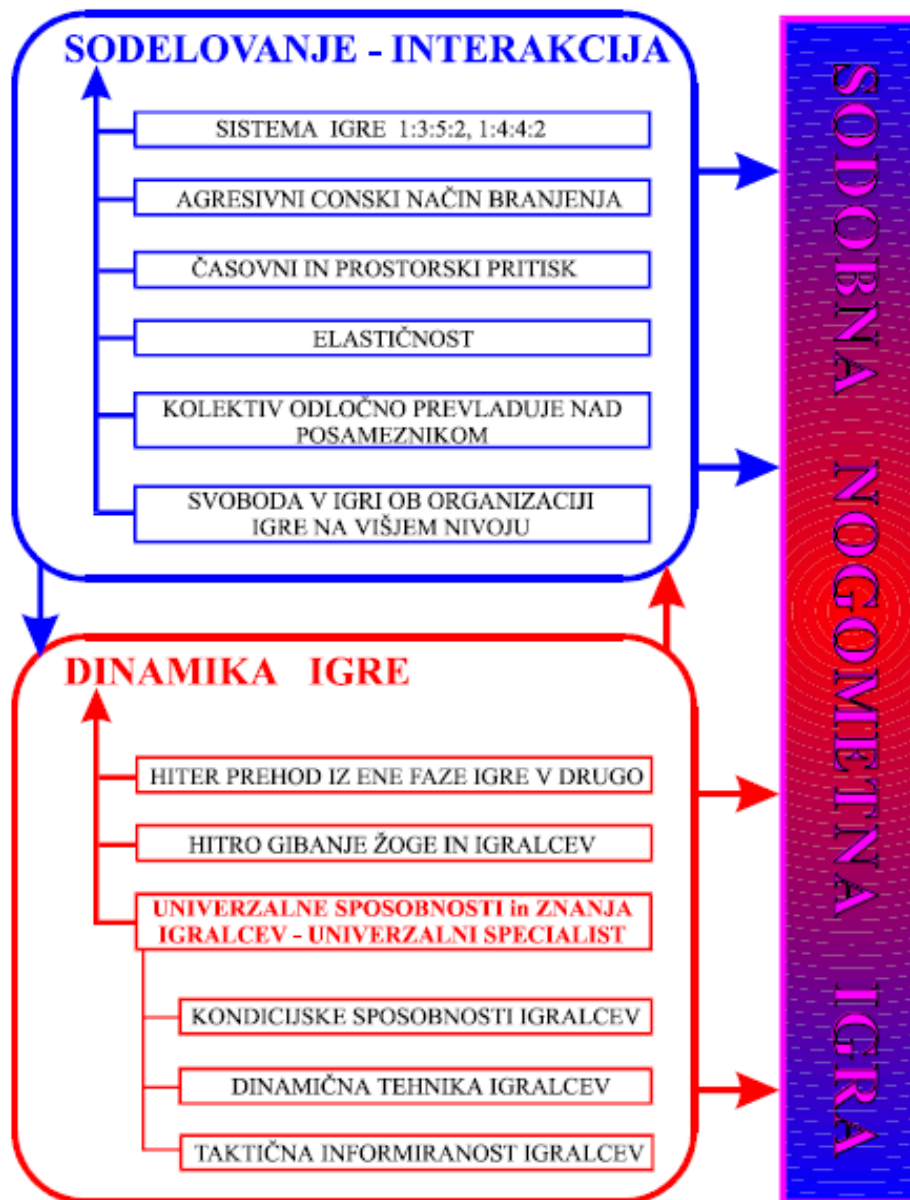 SODELOVANJE - INTERAKCIJA
SISTEMA IGRE 1:3:5:2, 1:4:4:2
AGRESIVNI CONSKI NAČIN BRANJENJA
ČASOVNI IN PROSTORSKI PRITISK
ELASTIČNOST
KOLEKTIV ODLOČNO PREVLADUJE NAD
POSAMEZNIKOM
SVOBODA V IGRI OB ORGANIZACIJI
IGRE NA VIŠJEM NIVOJU
DINAMIKA IGRE
HITER PREHOD IZ ENE FAZE IGRE V DRUGO
HITRO GIBANJE ŽOGE IN IGRALCEV
UNIVERZALNE SPOSOBNOSTI in ZNANJA
IGRALCEV - UNIVERZALNI SPECIALIST
KONDICIJSKE SPOSOBNOSTI IGRALCEV
DINAMIČNA TEHNIKA IGRALCEV
TAKTIČNA INFORMIRANOST IGRALCEV
SODOBNA NOGOMETNA IGRA